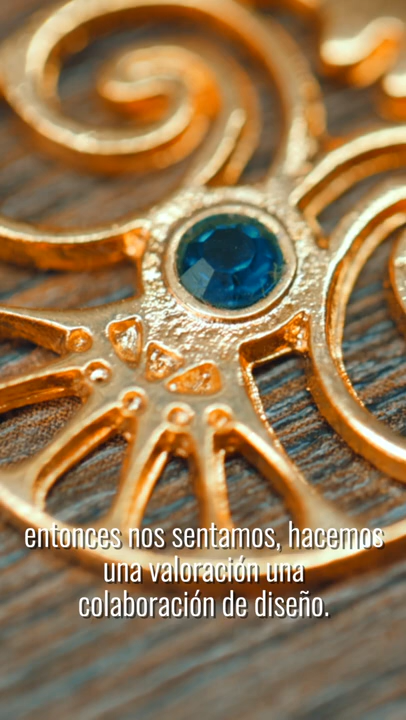 entonces nos sentamos, hacemos
una valoración una
colaboración de diseño.